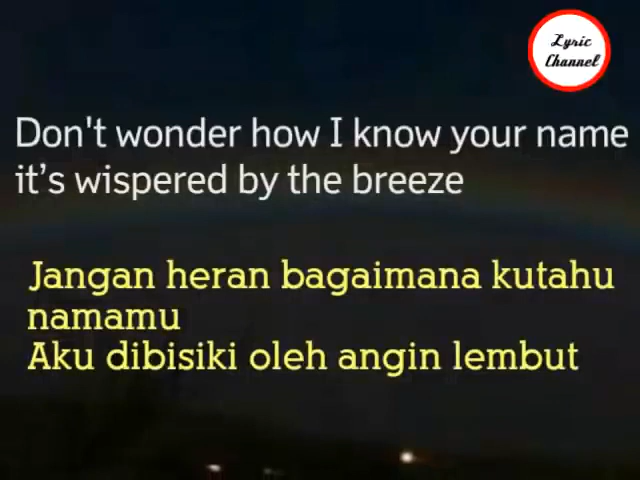 Lyric
Channel
Don't wonder how I know your name
it's wispered by the breeze
Jangan heran bagaimana kutahu
namamu
Aku dibisiki oleh angin lembut